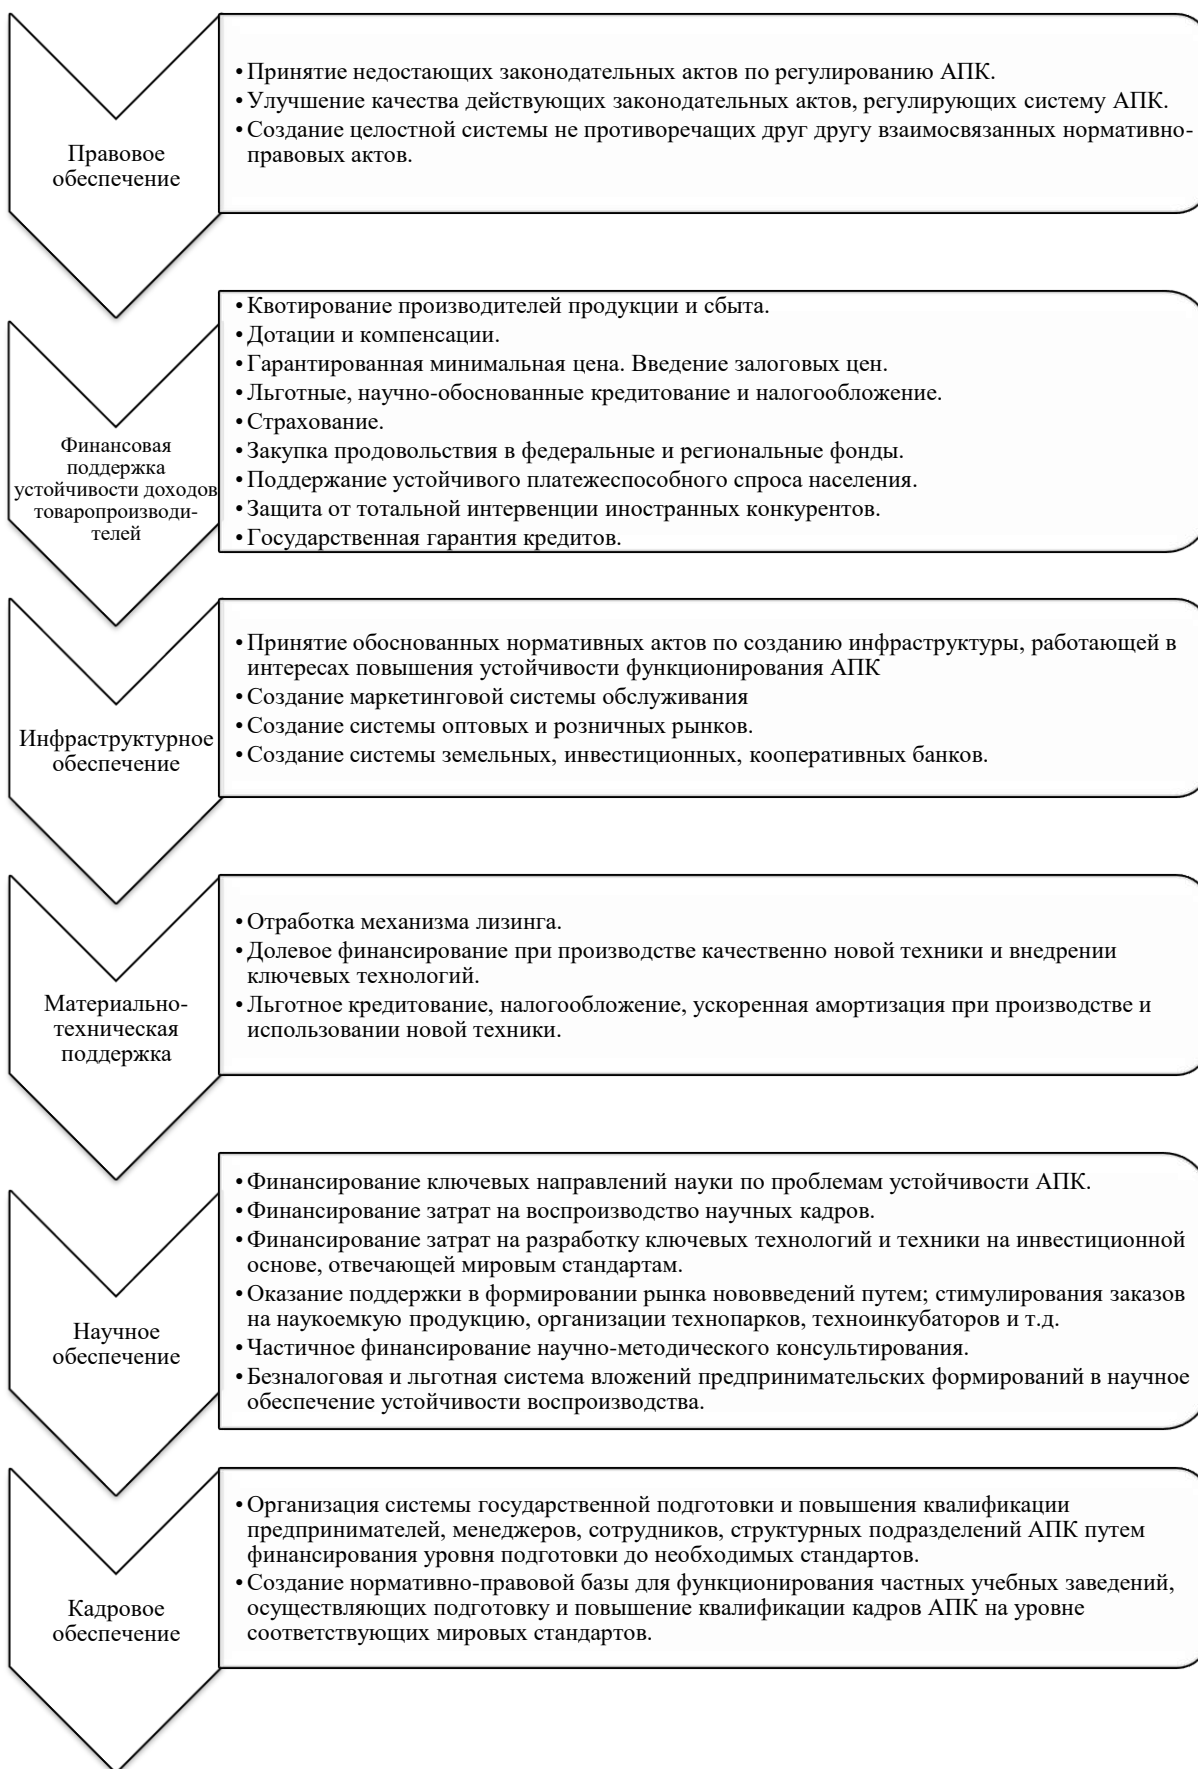 Правовое
обеспечение
• Принятие недостающих законодательных актов по регулированию АПК.
• Улучшение качества действующих законодательных актов, регулирующих систему АПК.
• Создание целостной системы не противоречащих друг другу взаимосвязанных нормативно-
правовых актов.
Финансовая
поддержка
устойчивости доходов
товаропроизводи-
телей
• Квотирование производителей продукции и сбыта.
• Дотации и компенсации.
• Гарантированная минимальная цена. Введение залоговых цен.
• Льготные, научно-обоснованные кредитование и налогообложение.
• Страхование.
• Закупка продовольствия в федеральные и региональные фонды.
• Поддержание устойчивого платежеспособного спроса населения.
• Защита от тотальной интервенции иностранных конкурентов.
• Государственная гарантия кредитов.
Инфраструктурное
обеспечение
• Принятие обоснованных нормативных актов по созданию инфраструктуры, работающей в
интересах повышения устойчивости функционирования АПК
• Создание маркетинговой системы обслуживания
• Создание системы оптовых и розничных рынков.
• Создание системы земельных, инвестиционных, кооперативных банков.
Материально-
техническая
поддержка
• Отработка механизма лизинга.
• Долевое финансирование при производстве качественно новой техники и внедрении
ключевых технологий.
• Льготное кредитование, налогообложение, ускоренная амортизация при производстве и
использовании новой техники.
Научное
обеспечение
• Финансирование ключевых направлений науки по проблемам устойчивости АПК.
• Финансирование затрат на воспроизводство научных кадров.
• Финансирование затрат на разработку ключевых технологий и техники на инвестиционной
основе, отвечающей мировым стандартам.
• Оказание поддержки в формировании рынка нововведений путем; стимулирования заказов
на наукоемкую продукцию, организации технопарков, техноинкубаторов и т.д.
• Частичное финансирование научно-методического консультирования.
• Безналоговая и льготная система вложений предпринимательских формирований в научное
обеспечение устойчивости воспроизводства.
Кадровое
обеспечение
• Организация системы государственной подготовки и повышения квалификации
предпринимателей, менеджеров, сотрудников, структурных подразделений АПК путем
финансирования уровня подготовки до необходимых стандартов.
• Создание нормативно-правовой базы для функционирования частных учебных заведений,
осуществляющих подготовку и повышение квалификации кадров АПК на уровне
соответствующих мировых стандартов.